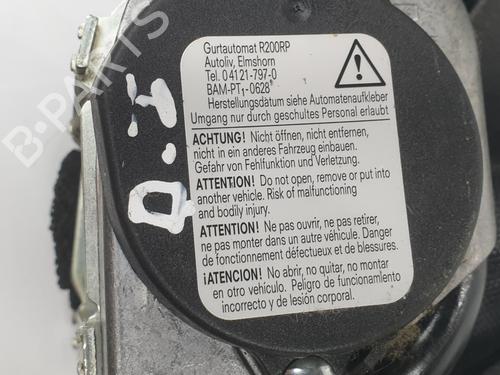 Gurtautomat R200RP
Autoliv, Elmshorn
Tel. 0 41 21-797-0
BAM-PT1-0628*
Herstellungsdatum siehe Automatenaufkleber
Umgang nur durch geschultes Personal erlaubt
ACHTUNG! Nicht öffnen, nicht entfernen,
nicht in ein anderes Fahrzeug einbauen.
Gefahr von Fehlfunktion und Verletzung.
ATTENTION! Do not open, remove or put into
another vehicle. Risk of malfunctioning
and bodily injury.
ATTENTION! Ne pas ouvrir, ne pas retirer,
ne pas monter dans un autre véhicule. Danger
de fonctionnement défectueux et de blessures.
¡ATENCION! No abrir, no quitar, no montar
en otro vehículo. Peligro de funcionamiento
incorrecto y de lesión corporal.
B-PARTS